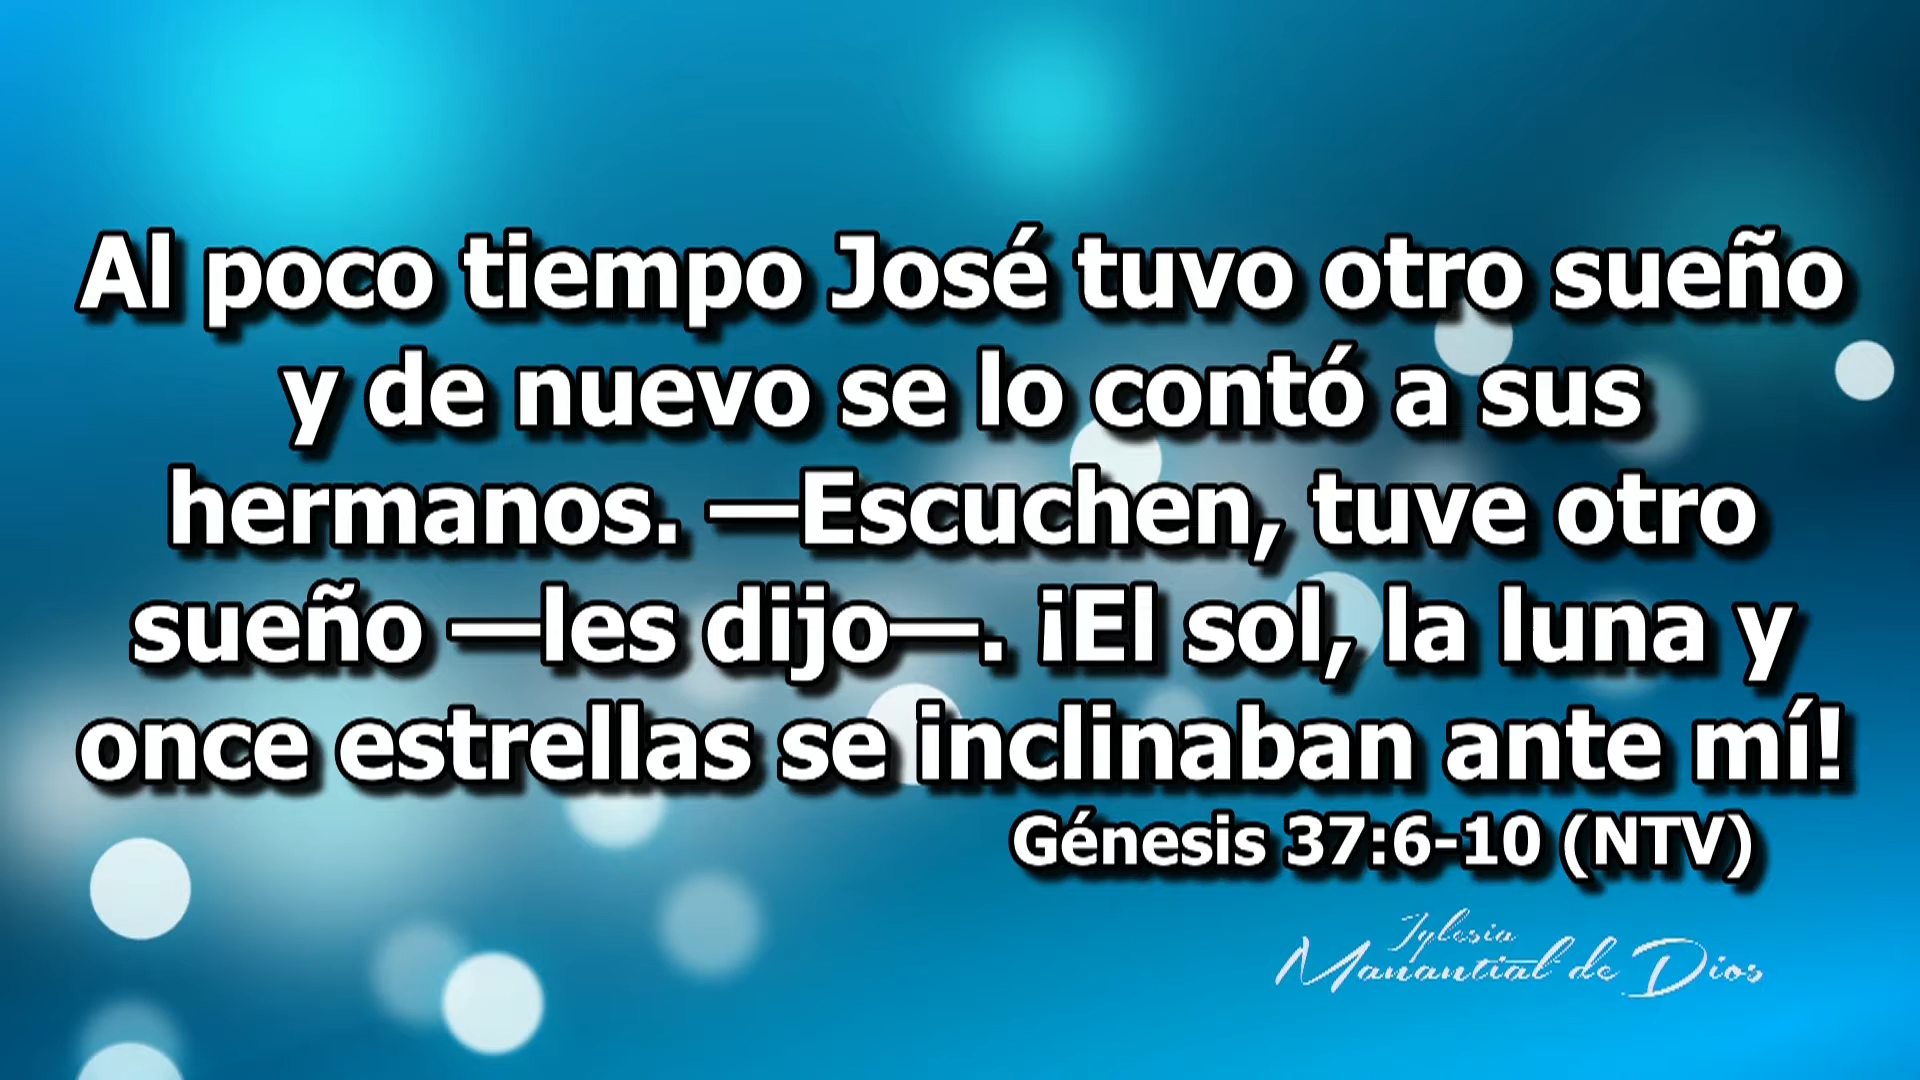 Al poco tiempo José tuvo otro sueño
y de nuevo se lo contó a sus
hermanos. —Escuchen, tuve otro
sueño —les dijo—. ¡El sol, la luna y
once estrellas se inclinaban ante mí!
Génesis 37:6-10 (NTV)
Iglesia
Manantial de Dios